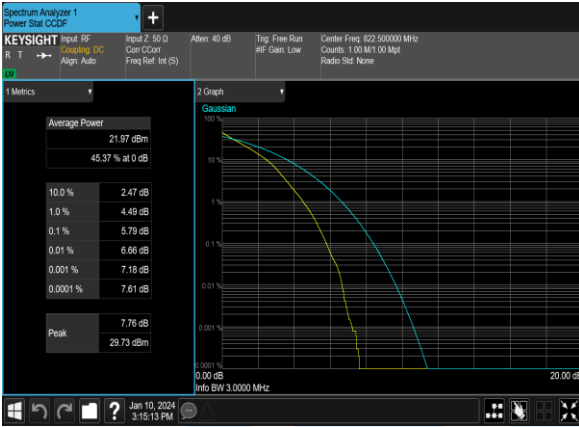 Spectrum Analyzer 1
Power Stat CCDF
KEYSIGHT
R T
LV
Input: RF
Coupling: DC
Align: Auto
Input Z: 50 Ω
Corr CCorr
Freq Ref: Int (S)
Atten: 40 dB
Trig: Free Run
#IF Gain: Low
Center Freq: 822.500000 MHz
Counts: 1.00 M/1.00 Mpt
Radio Std: None
1 Metrics
Average Power
21.97 dBm
45.37 % at 0 dB
10.0 % 2.47 dB
1.0 % 4.49 dB
0.1 % 5.79 dB
0.01 % 6.66 dB
0.001 % 7.18 dB
0.0001 % 7.61 dB
Peak
7.76 dB
29.73 dBm
2 Graph
Gaussian
100 %
10 %
1 %
0.1 %
0.01 %
0.001 %
0.0001 %
0.00 dB
20.00 dB
Info BW 3.0000 MHz
?
Jan 10, 2024
3:15:13 PM